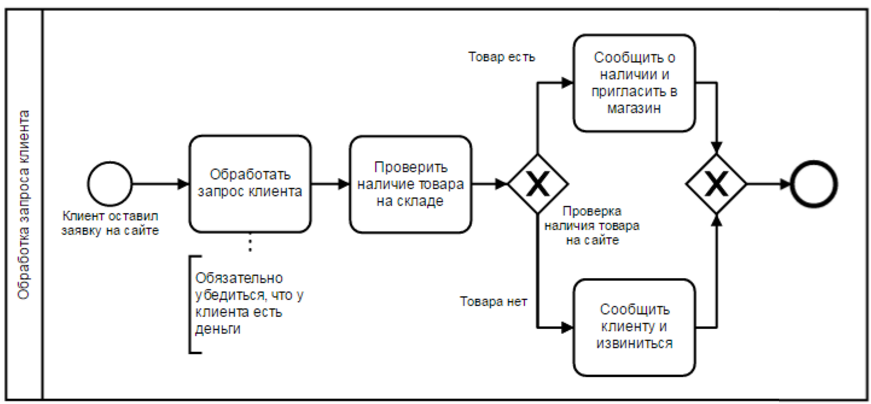 Обработка запроса клиента
Клиент оставил
заявку на сайте
Обработать
запрос клиента
Обязательно
убедиться, что у
клиента есть
деньги
Проверить
наличие товара
на складе
X
Проверка
наличия товара
на сайте
Товар есть
Сообщить о
наличии и
пригласить в
магазин
Товара нет
Сообщить
клиенту и
извиниться
X